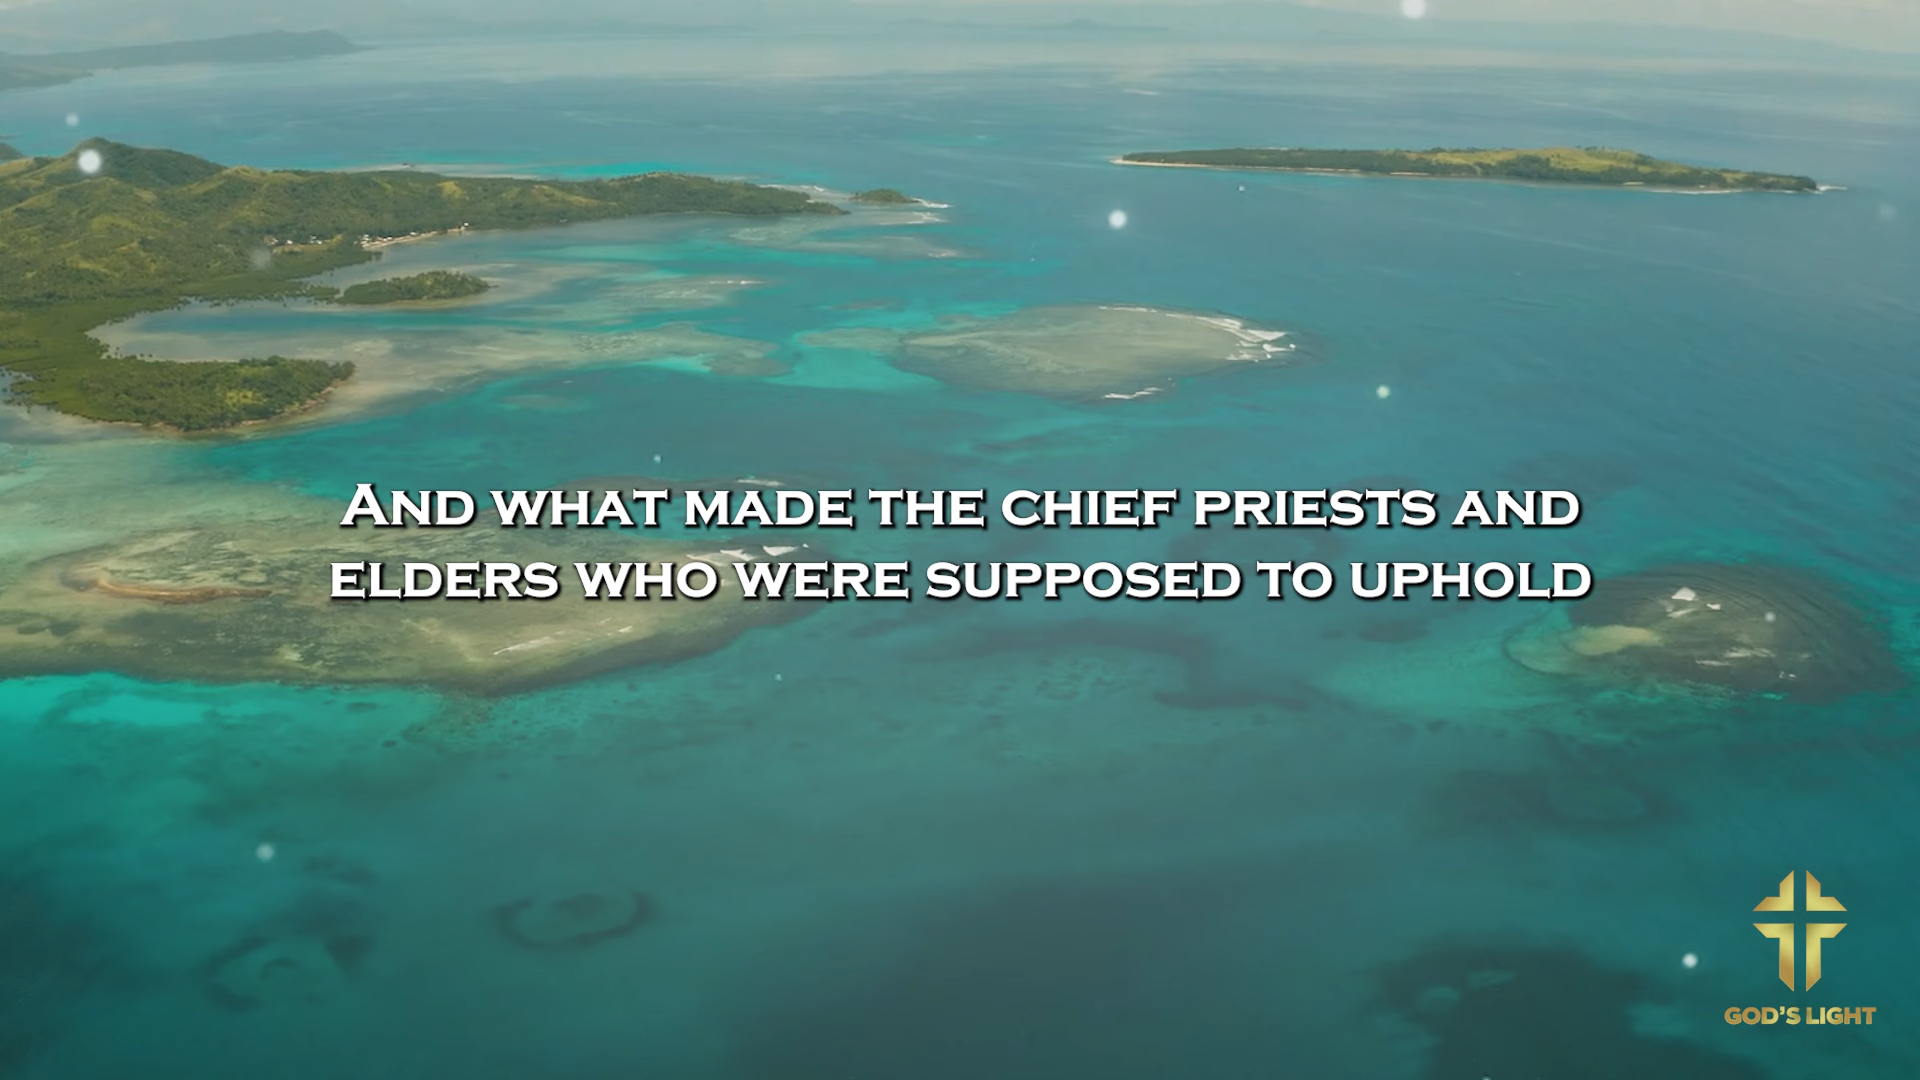 And what made the chief priests and
elders who were supposed to uphold
GOD'S LIGHT